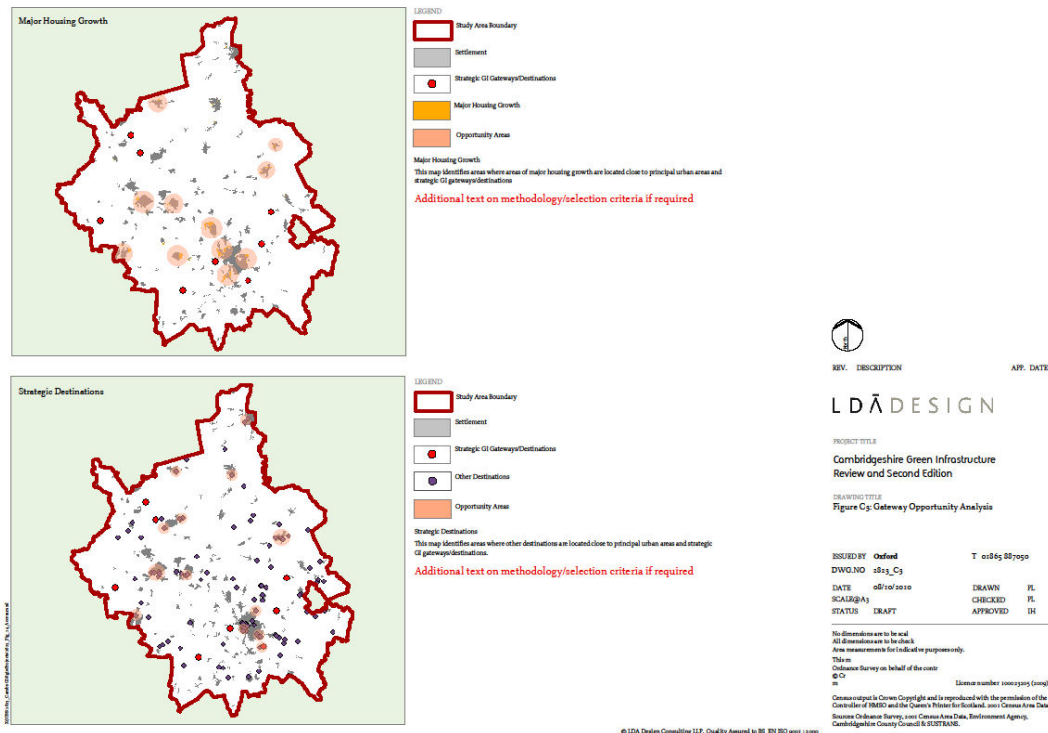 Major Housing Growth
LEGEND
Study Area Boundary
Settlement
Strategic GI Gateways/Destinations
Major Housing Growth
Opportunity Areas
Major Housing Growth
This map identifies areas where areas of major housing growth are located close to principal urban areas and
strategic GI gateways/destinations
Additional text on methodology/selection criteria if required
Strategic Destinations
LEGEND
Study Area Boundary
Settlement
Strategic GI Gateways/Destinations
Other Destinations
Opportunity Areas
Strategic Destinations
This map identifies areas where other destinations are located close to principal urban areas and strategic
GI gateways/destinations.
Additional text on methodology/selection criteria if required
REV. DESCRIPTION APP. DATE
LDĀDESIGN
PROJECT TITLE
Cambridgeshire Green Infrastructure
Review and Second Edition
DRAWING TITLE
Figure C5: Gateway Opportunity Analysis
ISSUED BY Oxford T 01865 887050
DWG.NO 2823_C5
DATE 08/10/2010 DRAWN PL
SCALE@A3 CHECKED PL
STATUS DRAFT APPROVED IH
No dimensions are to be scal
All dimensions are to be check
Area measurements for indicative purposes only.
This m
Ordnance Survey on behalf of the contr
© Cr
m Licence number 100023205 (2009)
Census output is Crown Copyright and is reproduced with the permission of the
Controller of HMSO and the Queen's Printer for Scotland. 2001 Census Area Data
Sources: Ordnance Survey, 2001 Census Area Data, Environment Agency,
Cambridgeshire County Council & SUSTRANS.
© LDA Design Consulting LLP. Quality Assured to BS EN ISO 9001 : 2000